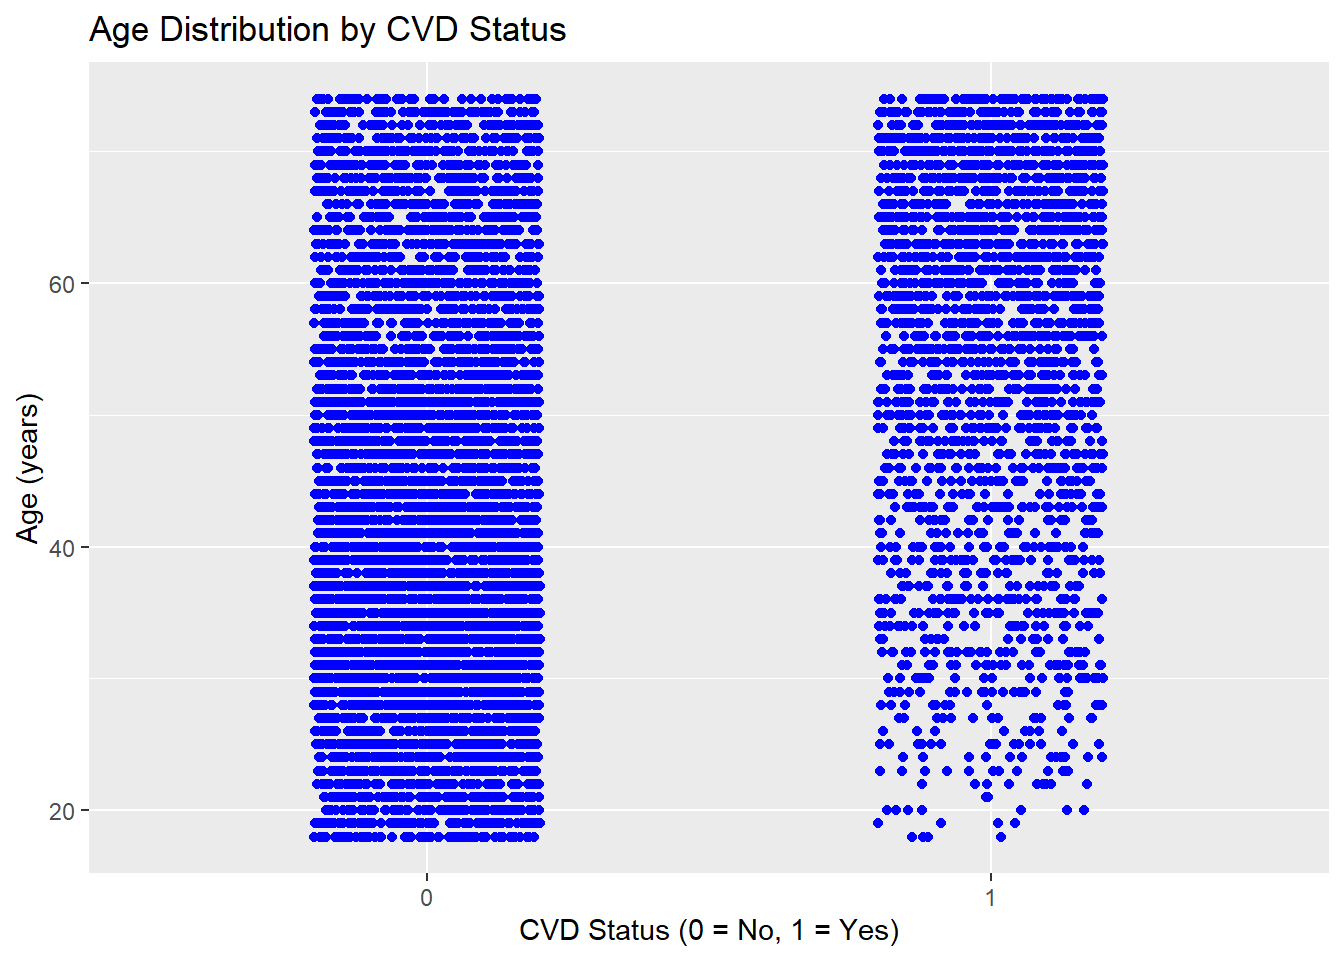 Age Distribution by CVD Status
Age (years)
60
40
20
0 1
CVD Status (0 = No, 1 = Yes)